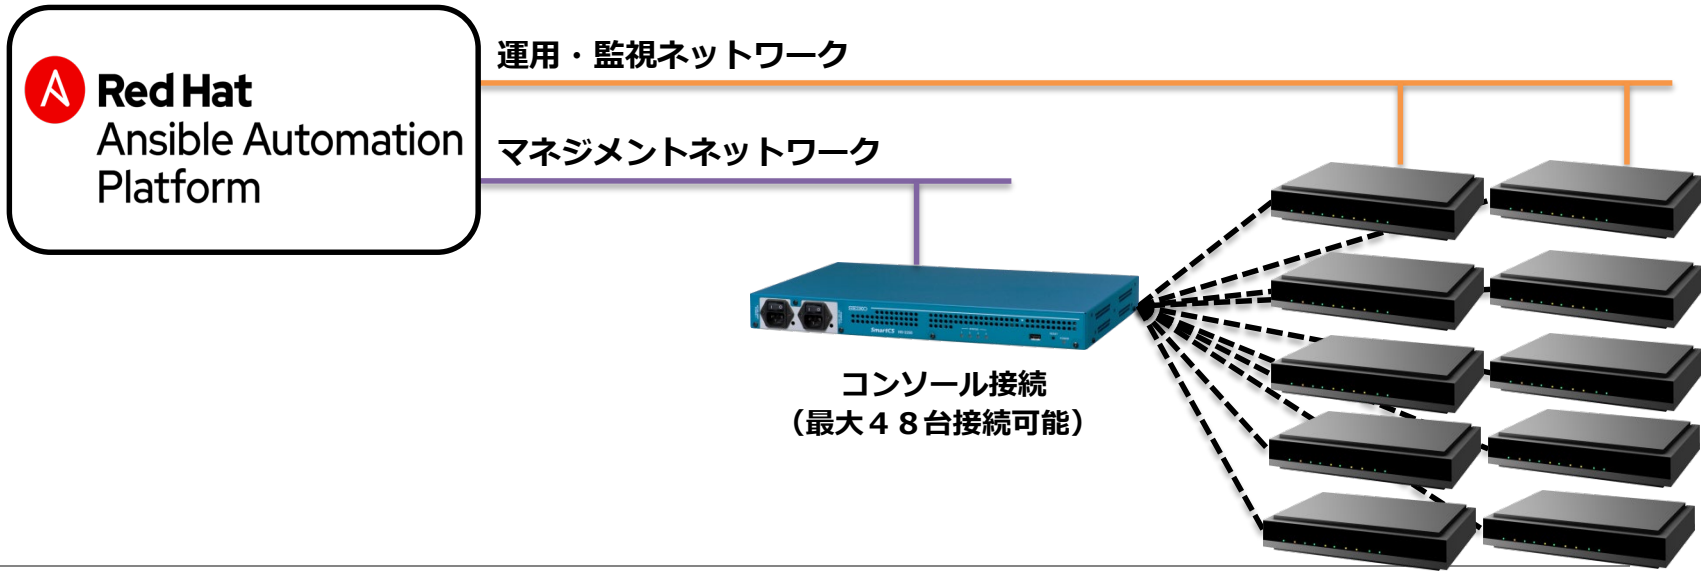 Red Hat
Ansible Automation
Platform
運用・監視ネットワーク
マネジメントネットワーク
SmartCS
コンソール接続
（最大４８台接続可能）